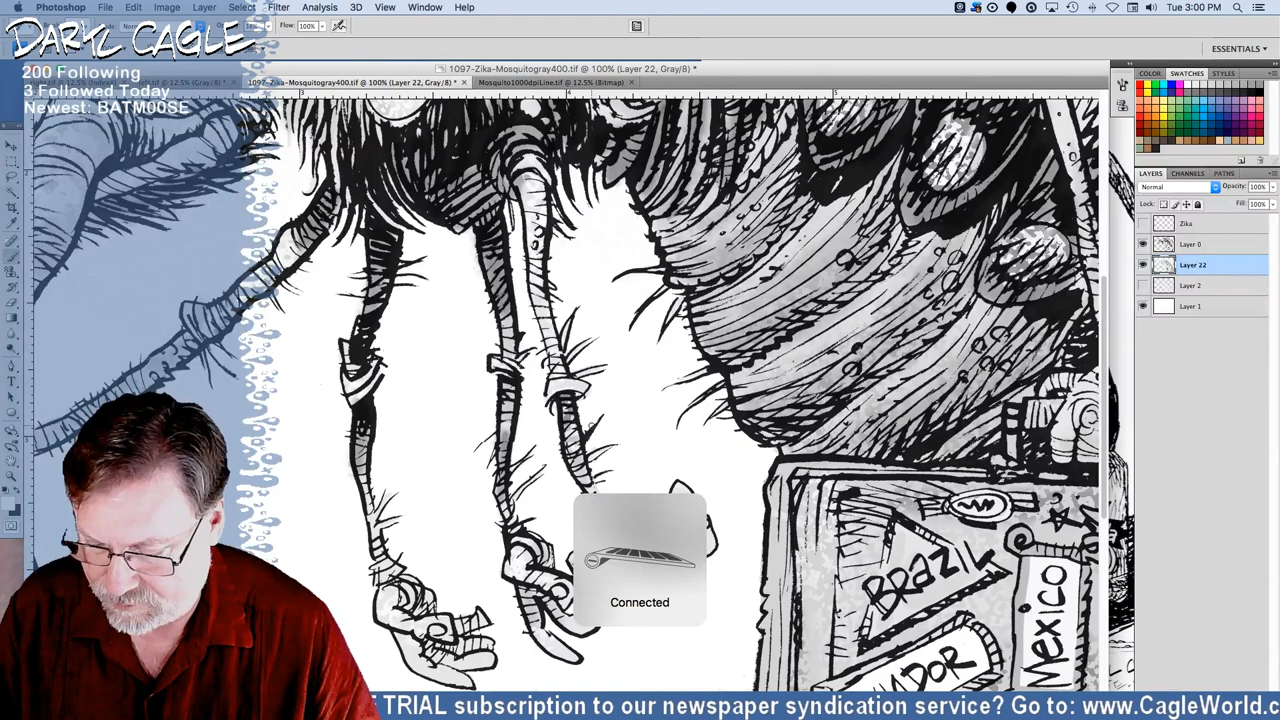 Photoshop File Edit Image Layer Select Filter Analysis 3D View Window Help
Tue 3:00 PM
Flow: 100%
ESSENTIALS
DARYL CAGLE
200 Following
3 Followed Today
Newest: BATM00SE
1097-Zika-Mosquitogray400.tif @ 100% (Layer 22, Gray/8) *
1097-Zika-Mosquitogray400.tif @ 100% (Layer 22, Gray/8) *
Mosquito1000dpiLine.tif @ 12.5% (Bitmap)
COLOR SWATCHES STYLES
LAYERS CHANNELS PATHS
Normal Opacity: 100%
Lock: Fill: 100%
Zika
Layer 0
Layer 22
Layer 2
Layer 1
Connected
BRAZIL
MEXICO
TRIAL subscription to our newspaper syndication service? Go to: www.CagleWorld.c